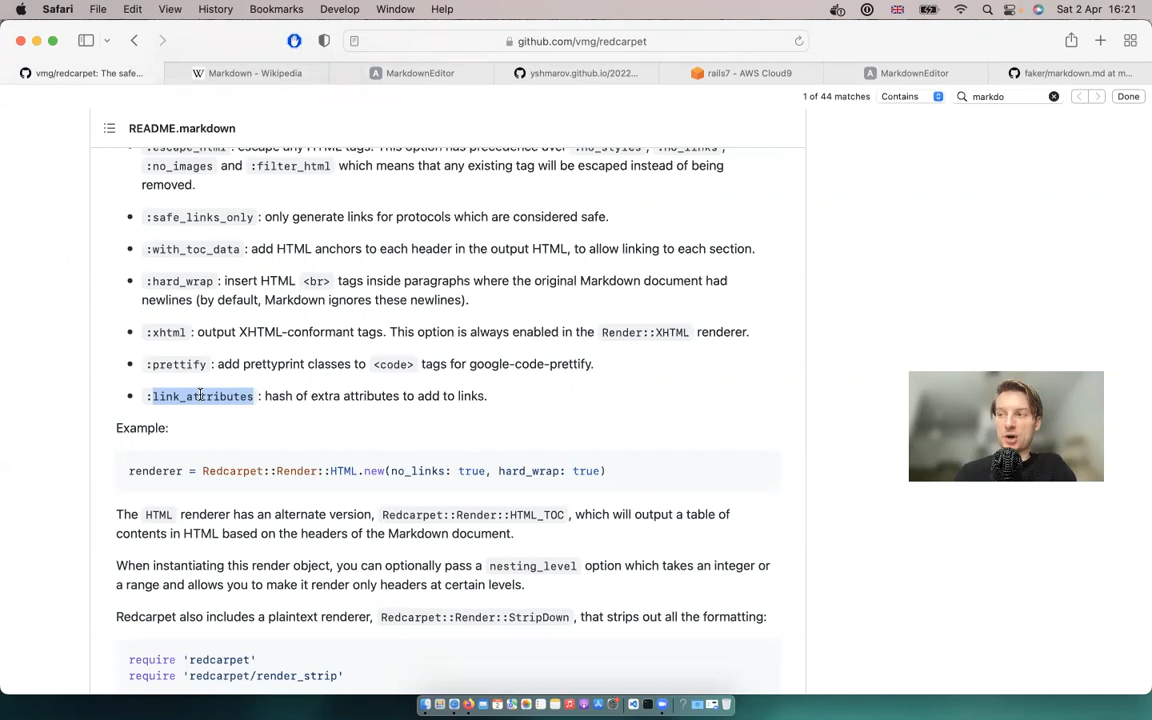 Safari File Edit View History Bookmarks Develop Window Help Sat 2 Apr 16:21
github.com/vmg/redcarpet
vmg/redcarpet: The safe... Markdown - Wikipedia MarkdownEditor yshmarov.github.io/2022... rails7 - AWS Cloud9 MarkdownEditor faker/markdown.md at m...
1 of 44 matches Contains markdo Done
README.markdown
:escape_html : escape any HTML tags. This option has precedence over :no_styles , :no_links ,
:no_images and :filter_html which means that any existing tag will be escaped instead of being
removed.
:safe_links_only : only generate links for protocols which are considered safe.
:with_toc_data : add HTML anchors to each header in the output HTML, to allow linking to each section.
:hard_wrap : insert HTML <br> tags inside paragraphs where the original Markdown document had
newlines (by default, Markdown ignores these newlines).
:xhtml : output XHTML-conformant tags. This option is always enabled in the Render::XHTML renderer.
:prettify : add prettyprint classes to <code> tags for google-code-prettify.
:link_attributes : hash of extra attributes to add to links.
Example:
renderer = Redcarpet::Render::HTML.new(no_links: true, hard_wrap: true)
The HTML renderer has an alternate version, Redcarpet::Render::HTML_TOC , which will output a table of
contents in HTML based on the headers of the Markdown document.
When instantiating this render object, you can optionally pass a nesting_level option which takes an integer or
a range and allows you to make it render only headers at certain levels.
Redcarpet also includes a plaintext renderer, Redcarpet::Render::StripDown , that strips out all the formatting:
require 'redcarpet'
require 'redcarpet/render_strip'